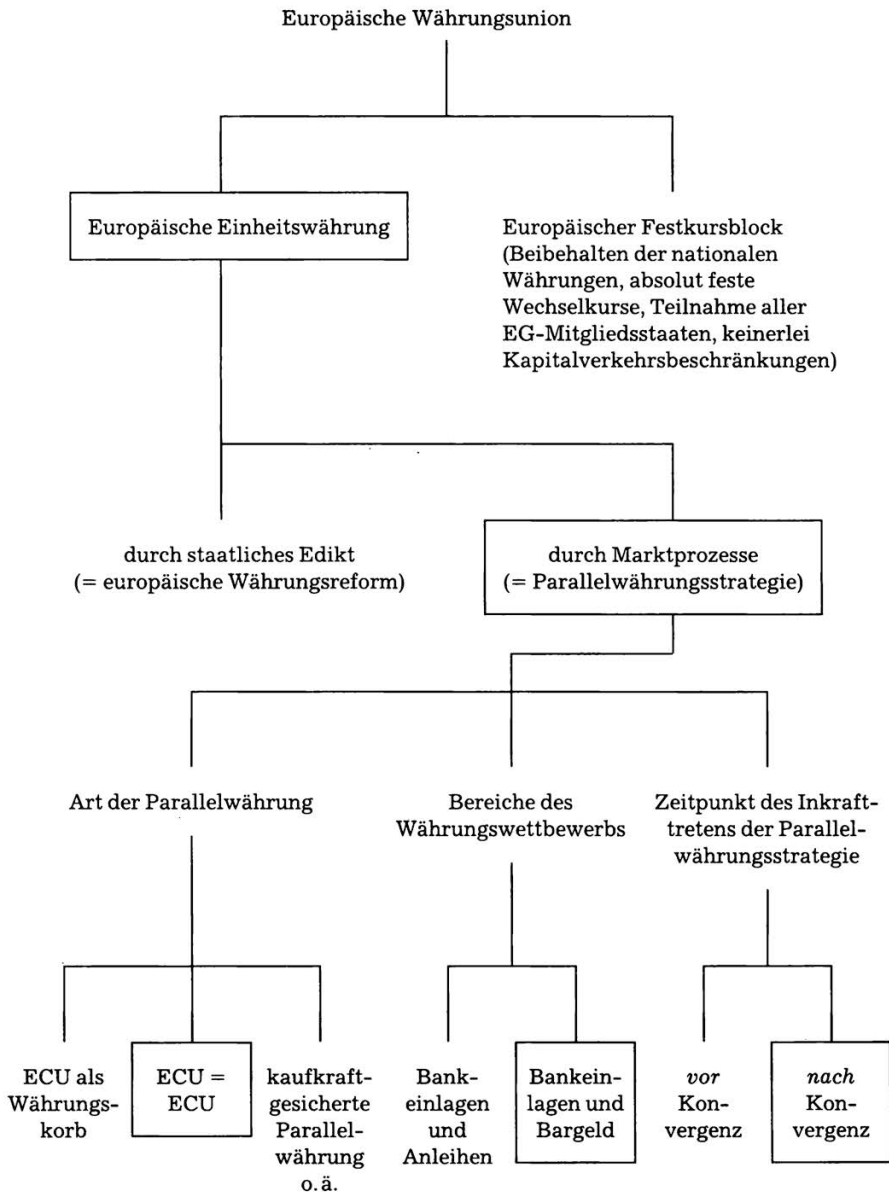 Europäische Währungsunion
Europäische Einheitswährung
Europäischer Festkursblock
(Beibehalten der nationalen
Währungen, absolut feste
Wechselkurse, Teilnahme aller
EG-Mitgliedsstaaten, keinerlei
Kapitalverkehrsbeschränkungen)
durch staatliches Edikt
(= europäische Währungsreform)
durch Marktprozesse
(= Parallelwährungsstrategie)
Art der Parallelwährung
Bereiche des
Währungswettbewerbs
Zeitpunkt des Inkraft-
tretens der Parallel-
währungsstrategie
ECU als
Währungs-
korb
ECU =
ECU
kaufkraft-
gesicherte
Parallel-
währung
o. ä.
Bank-
einlagen
und
Anleihen
Bankein-
lagen und
Bargeld
vor
Kon-
vergenz
nach
Kon-
vergenz